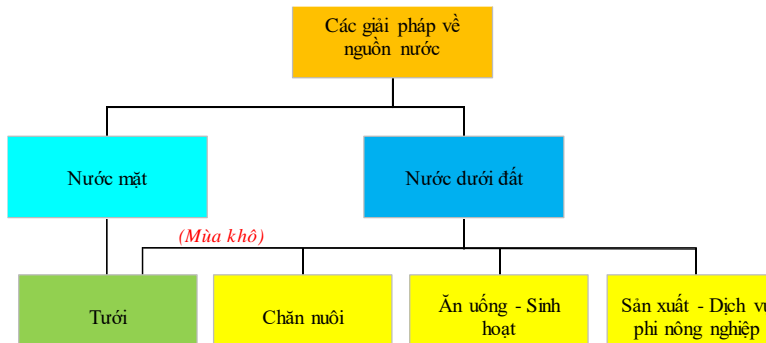 Các giải pháp về
nguồn nước
Nước mặt
Nước dưới đất
(Mùa khô)
Tưới
Chăn nuôi
Ăn uống - Sinh
hoạt
Sản xuất - Dịch vụ
phi nông nghiệp